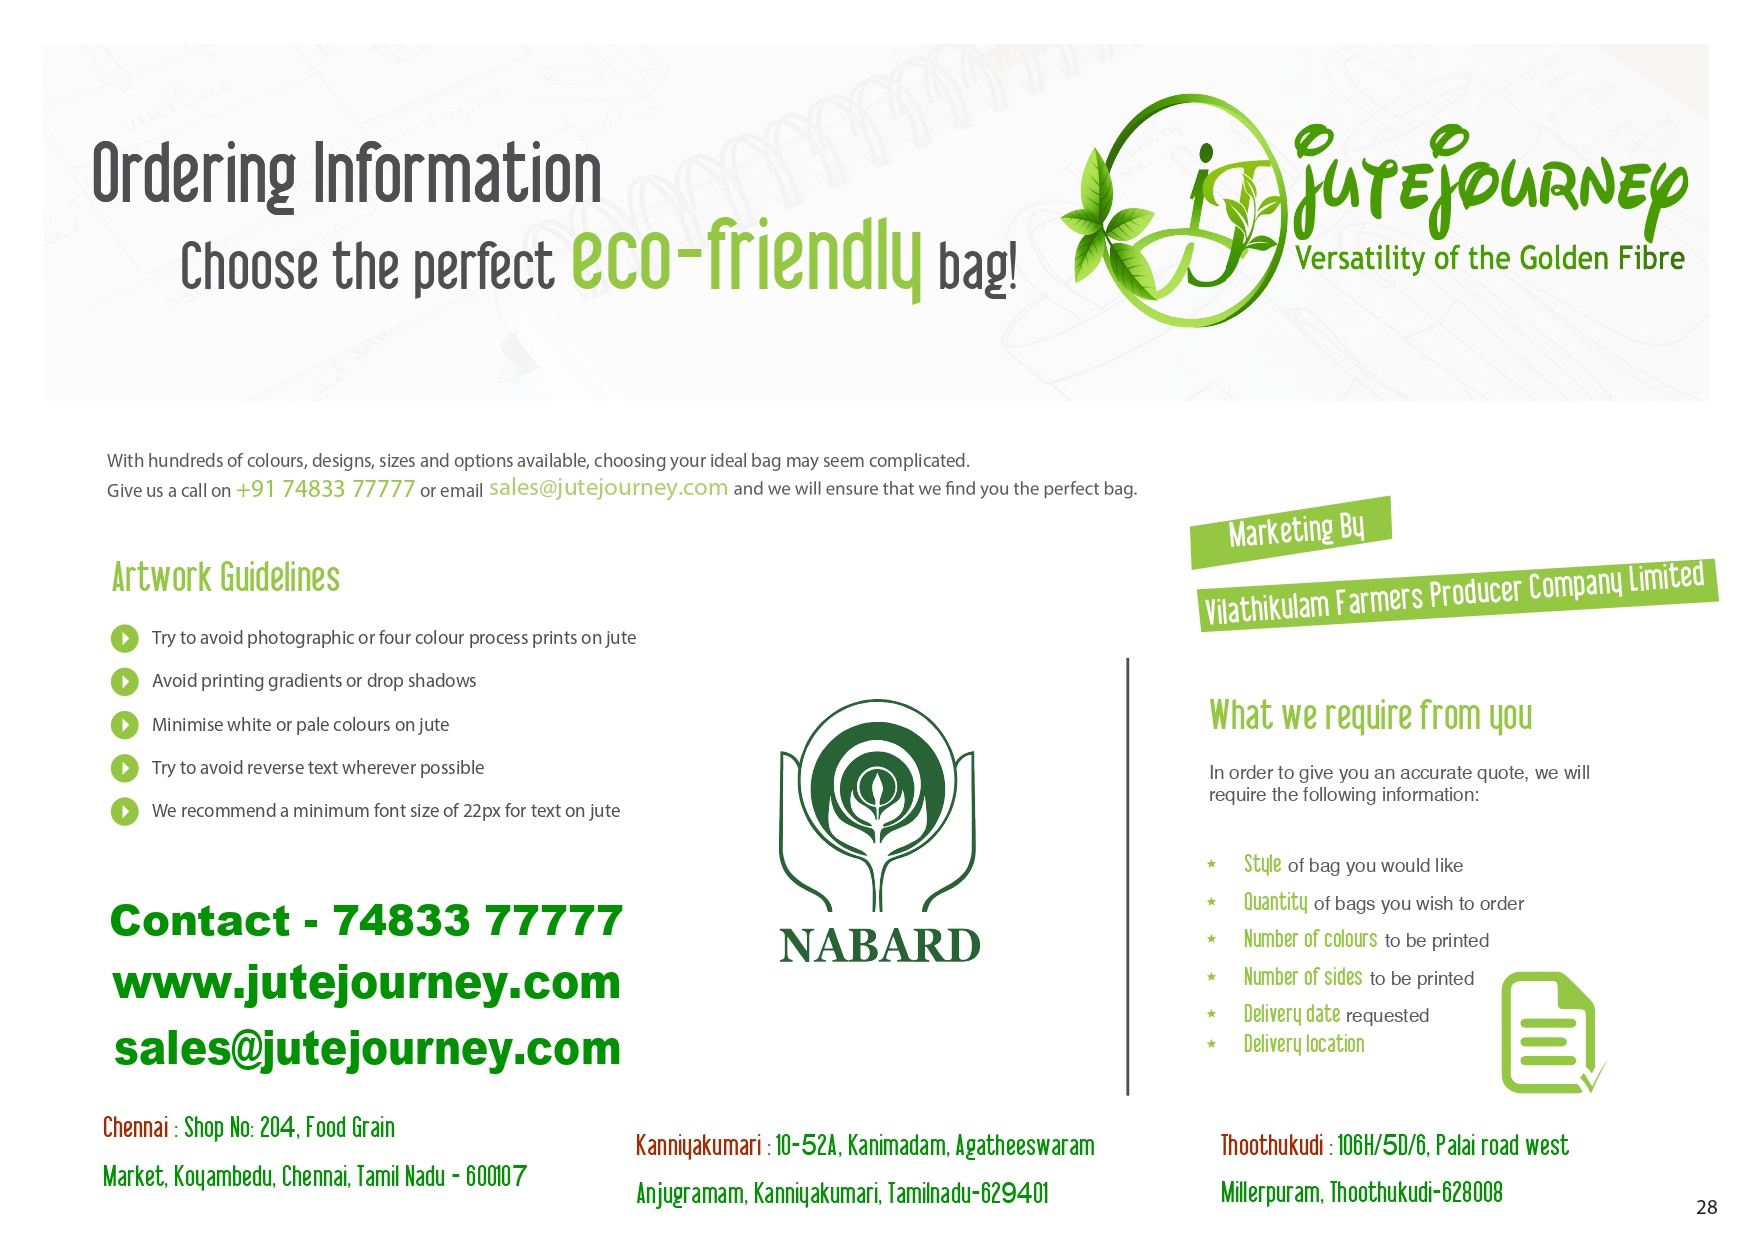 Ordering Information
Choose the perfect eco-friendly bag!
jutejourney
Versatility of the Golden Fibre
With hundreds of colours, designs, sizes and options available, choosing your ideal bag may seem complicated.
Give us a call on +91 74833 77777 or email sales@jutejourney.com and we will ensure that we find you the perfect bag.
Marketing By
Vilathikulam Farmers Producer Company Limited
Artwork Guidelines
Try to avoid photographic or four colour process prints on jute
Avoid printing gradients or drop shadows
Minimise white or pale colours on jute
Try to avoid reverse text wherever possible
We recommend a minimum font size of 22px for text on jute
Contact - 74833 77777
www.jutejourney.com
sales@jutejourney.com
NABARD
What we require from you
In order to give you an accurate quote, we will
require the following information:
Style of bag you would like
Quantity of bags you wish to order
Number of colours to be printed
Number of sides to be printed
Delivery date requested
Delivery location
Chennai : Shop No: 204, Food Grain
Market, Koyambedu, Chennai, Tamil Nadu - 600107
Kanniyakumari : 10-52A, Kanimadam, Agatheeswaram
Anjugramam, Kanniyakumari, Tamilnadu-629401
Thoothukudi : 106H/5D/6, Palai road west
Millerpuram, Thoothukudi-628008
28